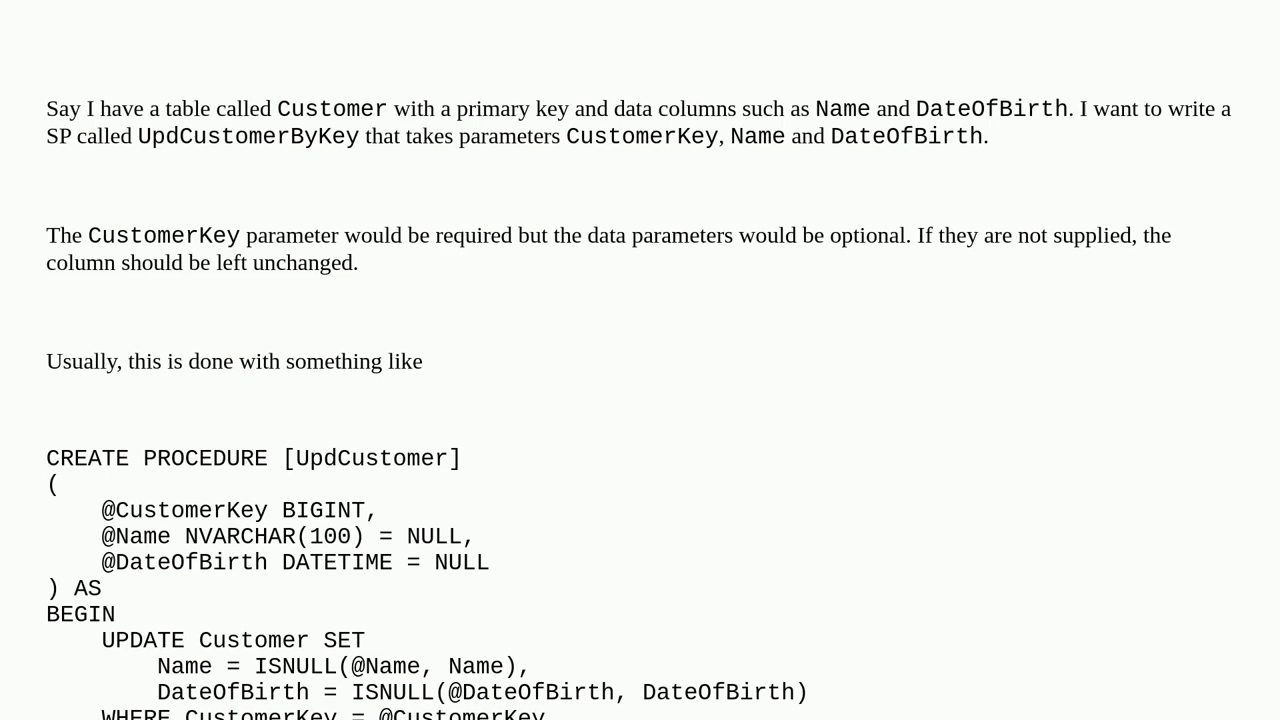 Say I have a table called Customer with a primary key and data columns such as Name and DateOfBirth. I want to write a
SP called UpdCustomerByKey that takes parameters CustomerKey, Name and DateOfBirth.
The CustomerKey parameter would be required but the data parameters would be optional. If they are not supplied, the
column should be left unchanged.
Usually, this is done with something like
CREATE PROCEDURE [UpdCustomer]
(
    @CustomerKey BIGINT,
    @Name NVARCHAR(100) = NULL,
    @DateOfBirth DATETIME = NULL
) AS
BEGIN
    UPDATE Customer SET
        Name = ISNULL(@Name, Name),
        DateOfBirth = ISNULL(@DateOfBirth, DateOfBirth)
    WHERE CustomerKey = @CustomerKey